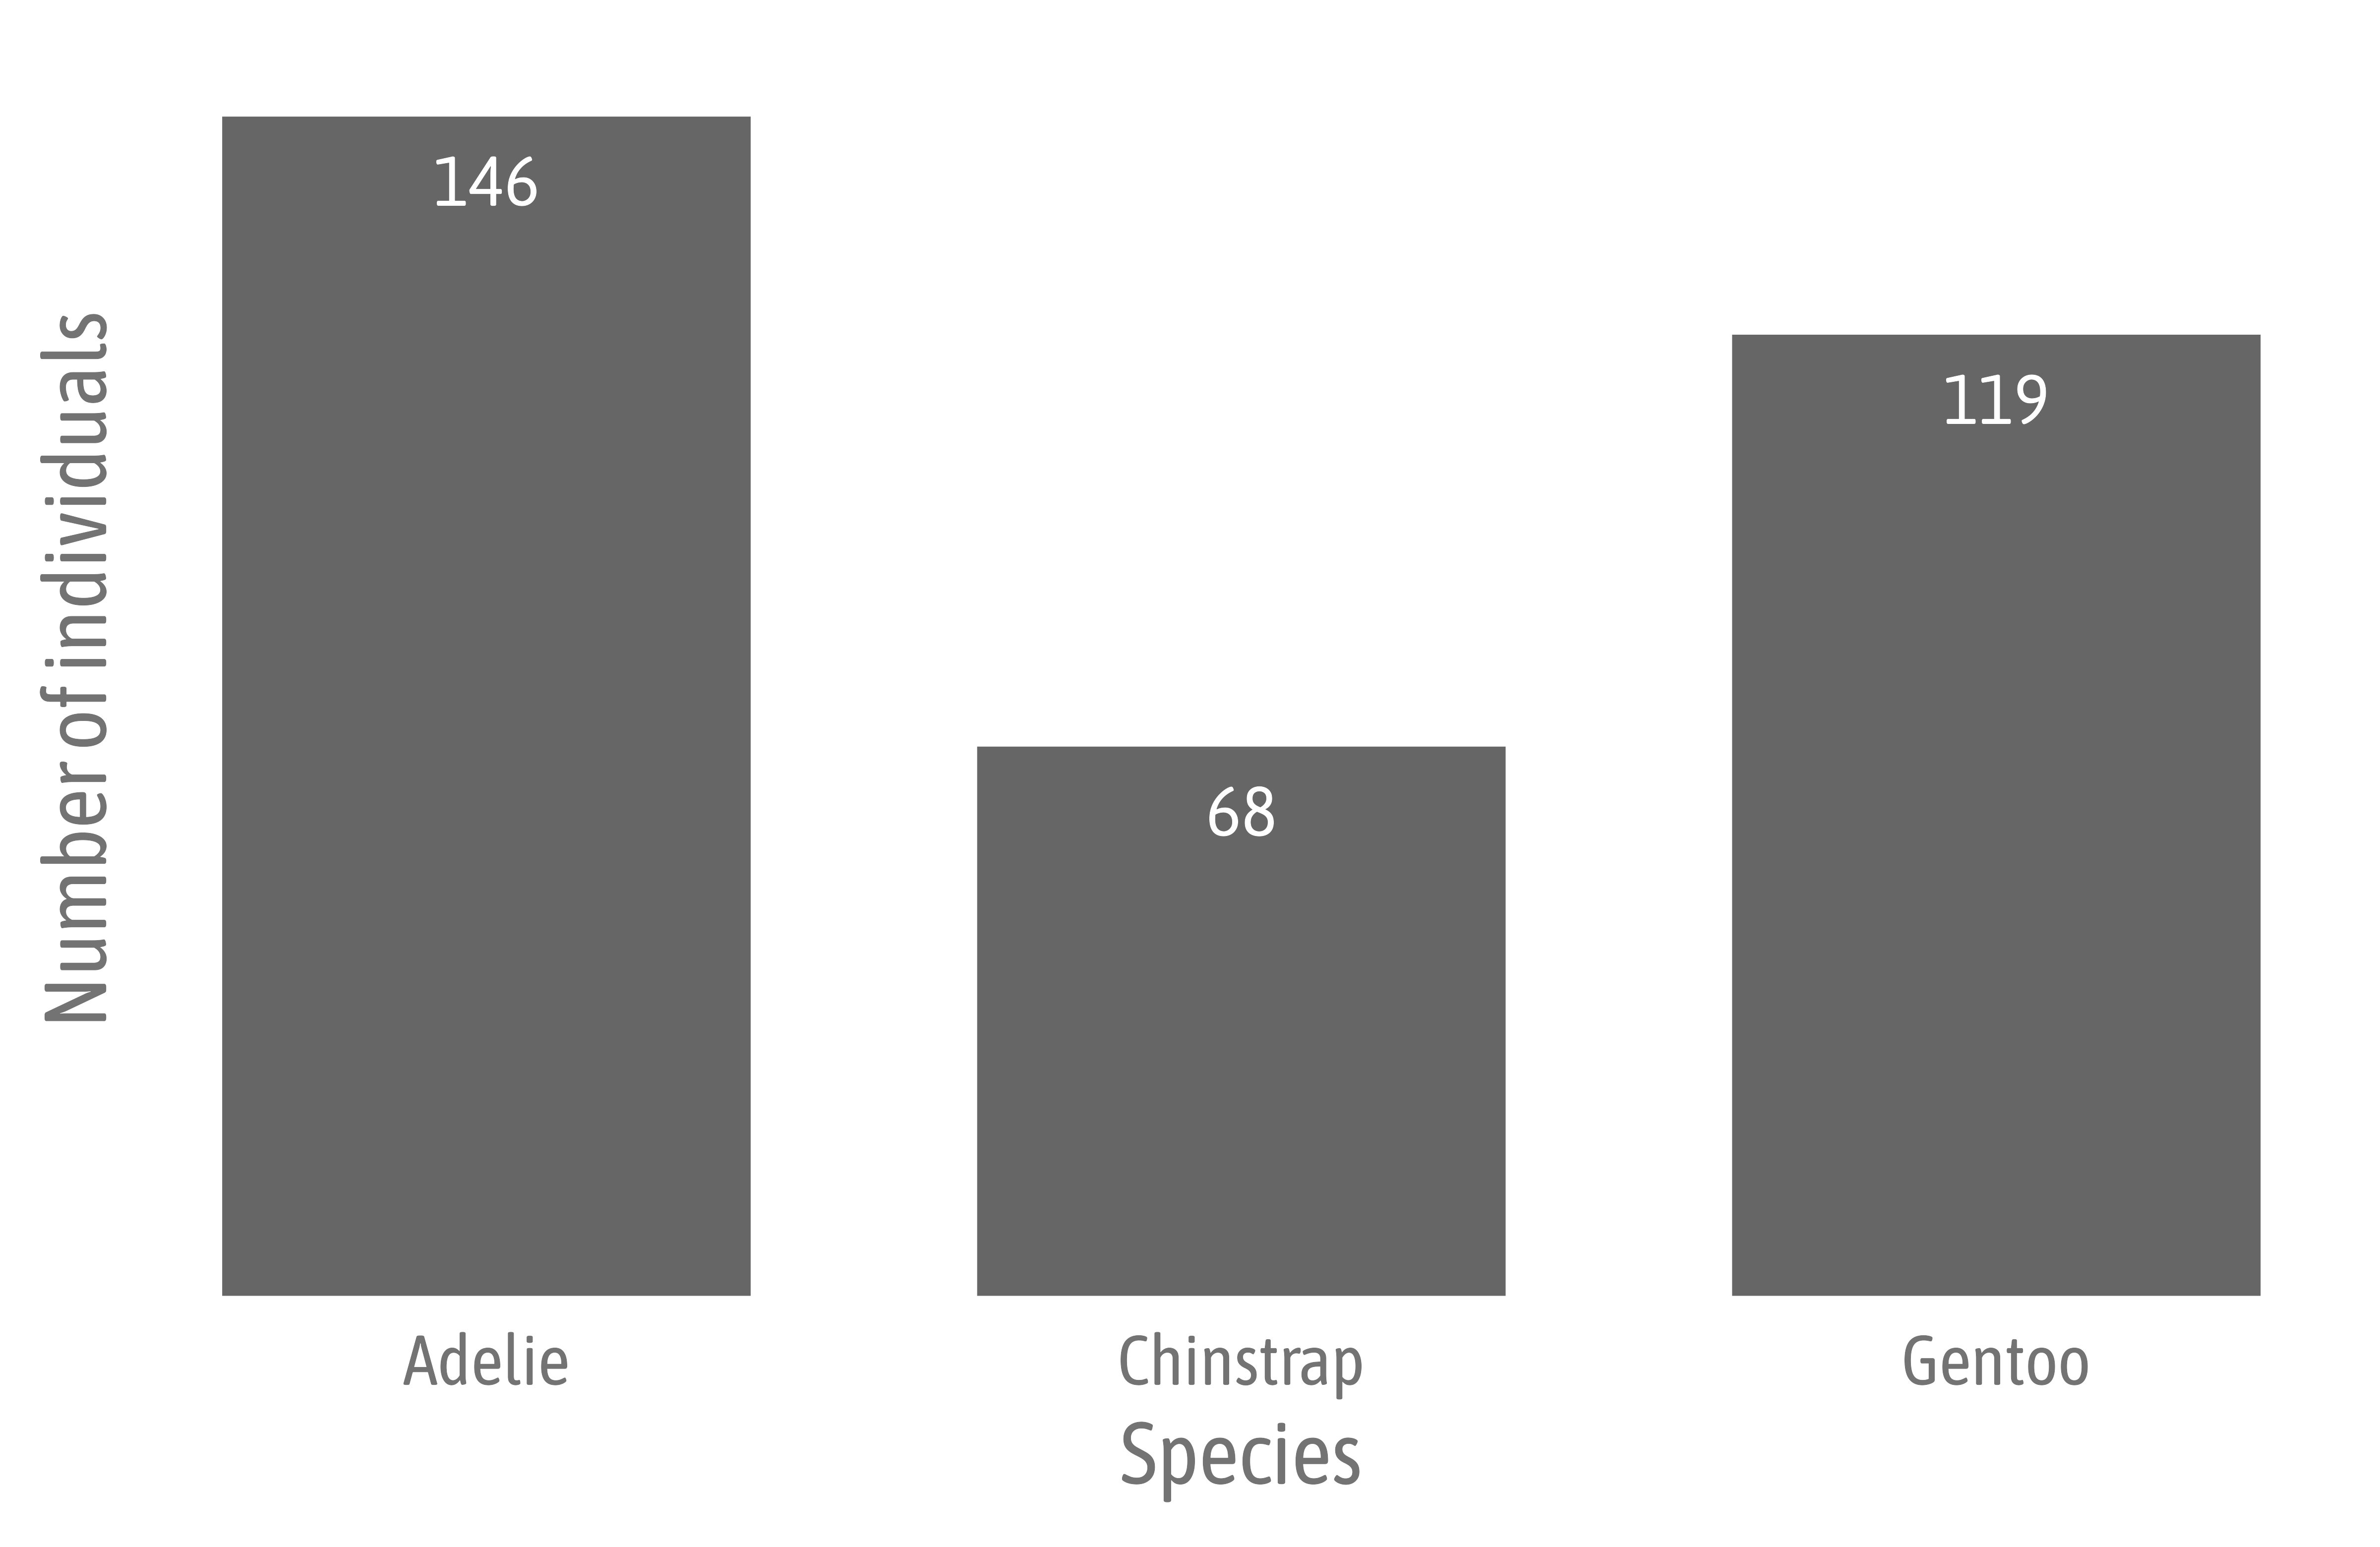 Number of individuals
146
68
119
Adelie
Chinstrap
Gentoo
Species